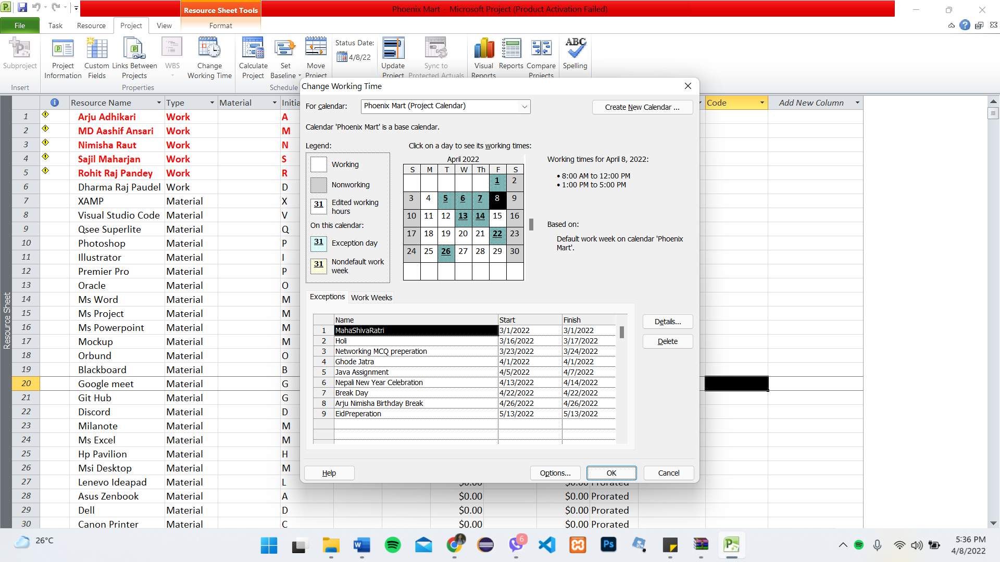 Resource Sheet Tools
Phoenix Mart - Microsoft Project (Product Activation Failed)
File Task Resource Project View Format
Subproject
Project Information
Custom Fields
Links Between Projects
WBS
Change Working Time
Calculate Project
Set Baseline
Move Project
Status Date:
4/8/22
Update Project
Sync to Protected Actuals
Visual Reports
Reports
Compare Projects
ABC
Spelling
Insert Properties Schedule
Resource Name Type Material Initia Code Add New Column
Resource Sheet
1 Arju Adhikari Work A
2 MD Aashif Ansari Work M
3 Nimisha Raut Work N
4 Sajil Maharjan Work S
5 Rohit Raj Pandey Work R
6 Dharma Raj Paudel Work D
7 XAMP Material X
8 Visual Studio Code Material V
9 Qsee Superlite Material Q
10 Photoshop Material P
11 Illustrator Material I
12 Premier Pro Material P
13 Oracle Material O
14 Ms Word Material M
15 Ms Project Material M
16 Ms Powerpoint Material M
17 Mockup Material M
18 Orbund Material O
19 Blackboard Material B
20 Google meet Material G
21 Git Hub Material G
22 Discord Material D
23 Milanote Material M
24 Ms Excel Material M
25 Hp Pavilion Material H
26 Msi Desktop Material M
27 Lenevo Ideapad Material L $0.00 $0.00 Prorated
28 Asus Zenbook Material A $0.00 $0.00 Prorated
29 Dell Material D $0.00 $0.00 Prorated
30 Canon Printer Material C $0.00 $0.00 Prorated
Change Working Time
For calendar: Phoenix Mart (Project Calendar)
Create New Calendar ...
Calendar 'Phoenix Mart' is a base calendar.
Legend:
Working
Nonworking
31 Edited working hours
On this calendar:
31 Exception day
31 Nondefault work week
Click on a day to see its working times:
April 2022
S M T W Th F S
1 2
3 4 5 6 7 8 9
10 11 12 13 14 15 16
17 18 19 20 21 22 23
24 25 26 27 28 29 30
Working times for April 8, 2022:
• 8:00 AM to 12:00 PM
• 1:00 PM to 5:00 PM
Based on:
Default work week on calendar 'Phoenix
Mart'.
Exceptions Work Weeks
Name Start Finish
1 MahaShivaRatri 3/1/2022 3/1/2022
2 Holi 3/16/2022 3/17/2022
3 Networking MCQ preperation 3/23/2022 3/24/2022
4 Ghode Jatra 4/1/2022 4/1/2022
5 Java Assignment 4/5/2022 4/7/2022
6 Nepali New Year Celebration 4/13/2022 4/14/2022
7 Break Day 4/22/2022 4/22/2022
8 Arju Nimisha Birthday Break 4/26/2022 4/26/2022
9 EidPreperation 5/13/2022 5/13/2022
Details...
Delete
Help Options... OK Cancel
26°C
6
Ps
5:36 PM
4/8/2022